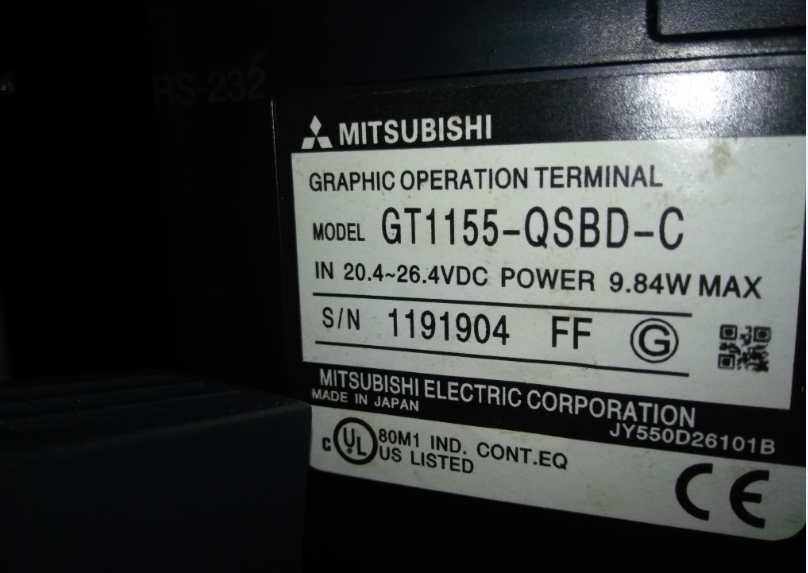 RS-232
MITSUBISHI
GRAPHIC OPERATION TERMINAL
MODEL GT1155-QSBD-C
IN 20.4~26.4VDC POWER 9.84W MAX
S/N 1191904 FF G
MITSUBISHI ELECTRIC CORPORATION
MADE IN JAPAN
JY550D26101B
C UL US LISTED
80M1 IND. CONT.EQ
CE